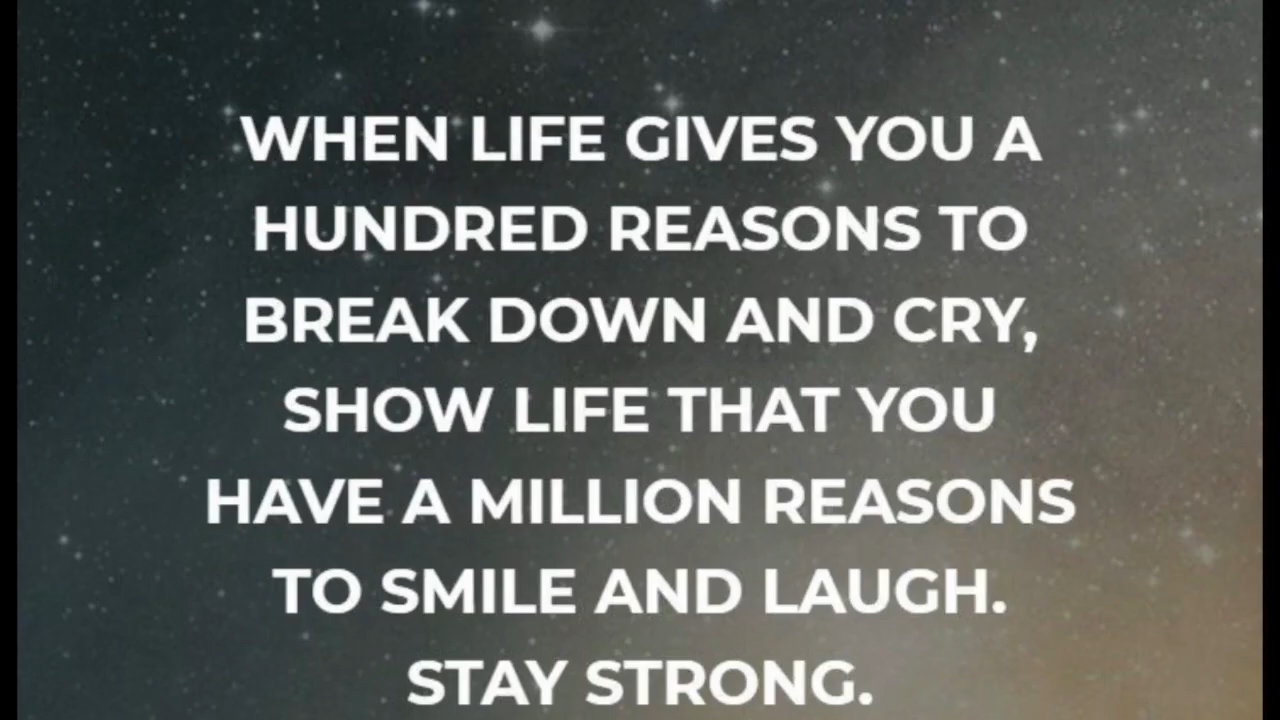 WHEN LIFE GIVES YOU A
HUNDRED REASONS TO
BREAK DOWN AND CRY,
SHOW LIFE THAT YOU
HAVE A MILLION REASONS
TO SMILE AND LAUGH.
STAY STRONG.